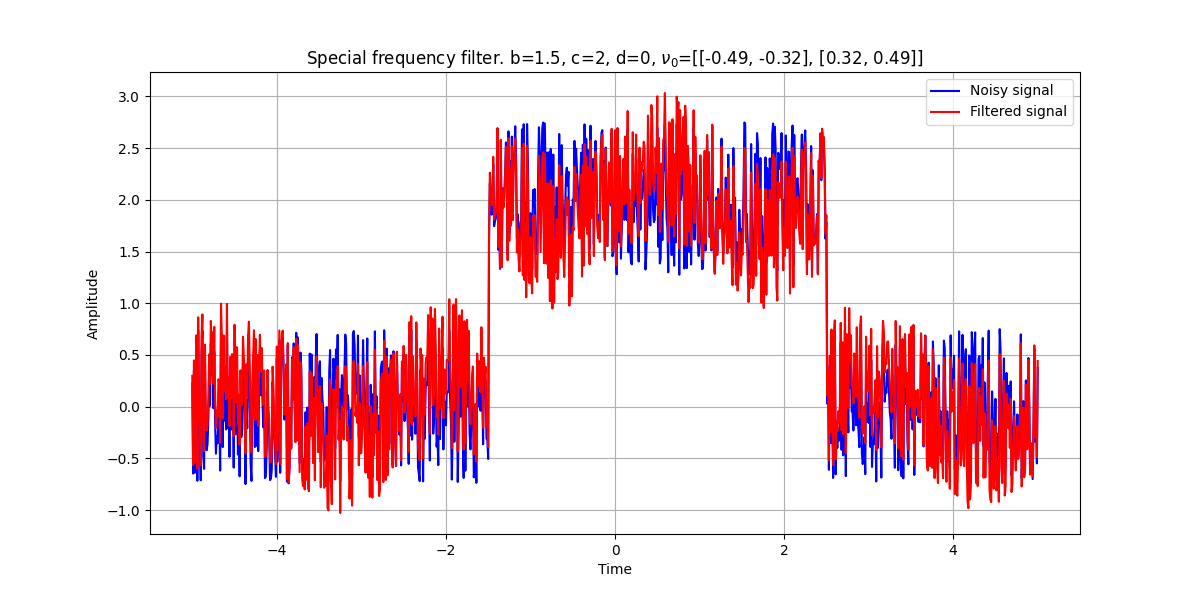 Special frequency filter. b=1.5, c=2, d=0, ν₀=[[-0.49, -0.32], [0.32, 0.49]]
Noisy signal
Filtered signal
3.0
2.5
2.0
1.5
1.0
0.5
0.0
−0.5
−1.0
Amplitude
−4
−2
0
2
4
Time